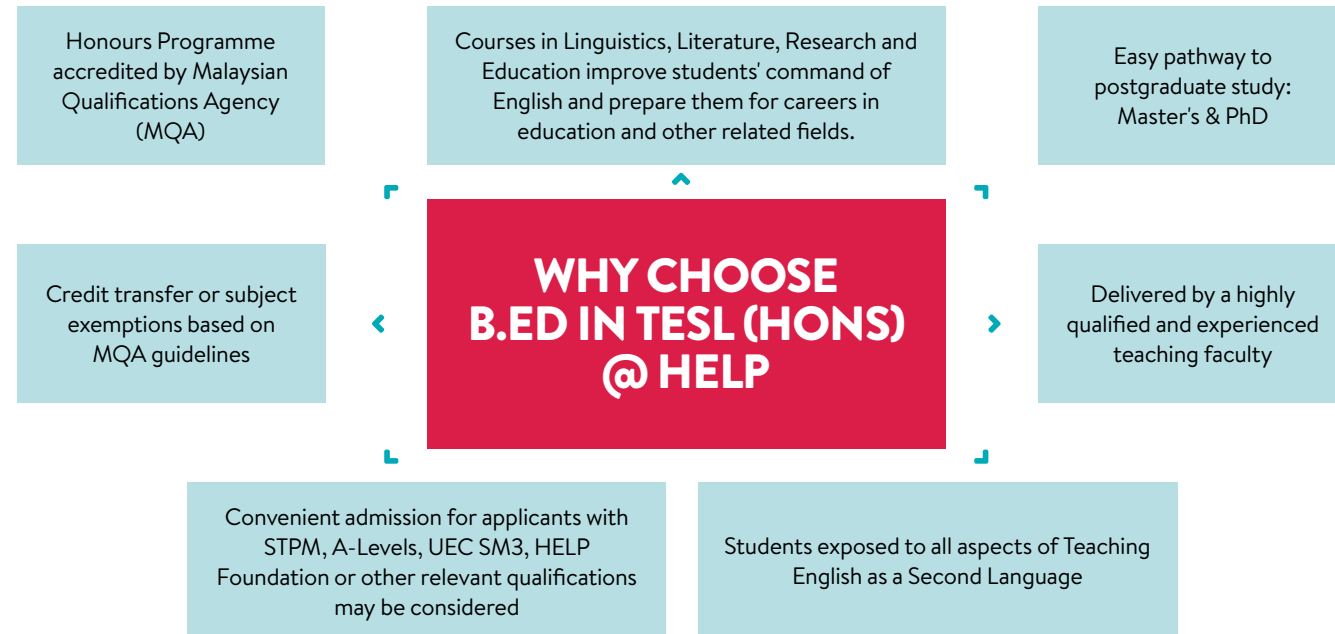 Honours Programme
accredited by Malaysian
Qualifications Agency
(MQA)
Courses in Linguistics, Literature, Research and
Education improve students' command of
English and prepare them for careers in
education and other related fields.
Easy pathway to
postgraduate study:
Master's & PhD
Credit transfer or subject
exemptions based on
MQA guidelines
WHY CHOOSE
B.ED IN TESL (HONS)
@ HELP
Delivered by a highly
qualified and experienced
teaching faculty
Convenient admission for applicants with
STPM, A-Levels, UEC SM3, HELP
Foundation or other relevant qualifications
may be considered
Students exposed to all aspects of Teaching
English as a Second Language